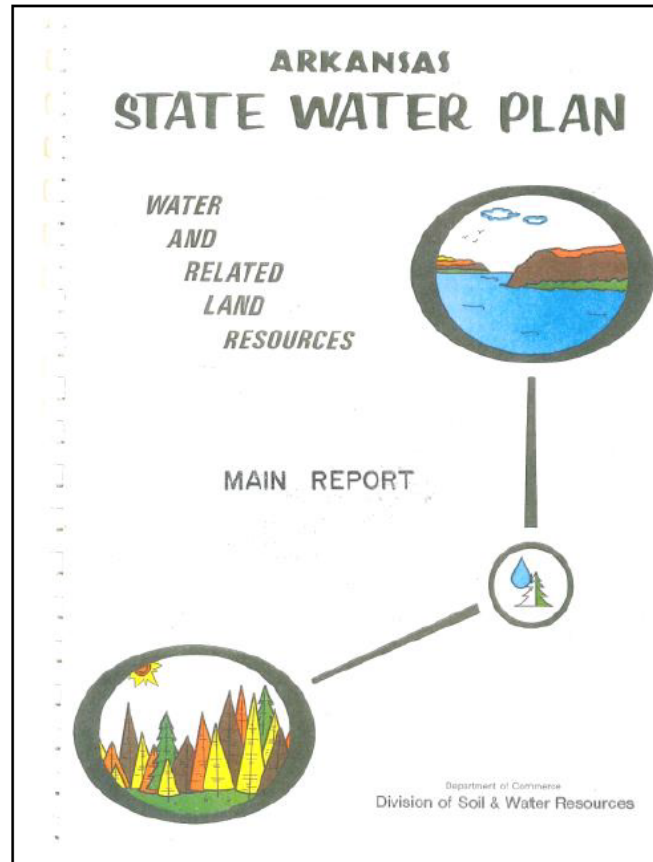 ARKANSAS
STATE WATER PLAN
WATER
AND
RELATED
LAND
RESOURCES
MAIN REPORT
Department of Commerce
Division of Soil & Water Resources